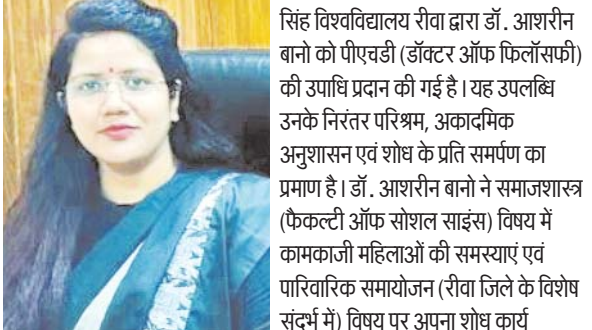 सिंह विश्वविद्यालय रीवा द्वारा डॉ. आशरीन
बानो को पीएचडी (डॉक्टर ऑफ फिलॉसफी)
की उपाधि प्रदान की गई है। यह उपलब्धि
उनके निरंतर परिश्रम, अकादमिक
अनुशासन एवं शोध के प्रति समर्पण का
प्रमाण है। डॉ. आशरीन बानो ने समाजशास्त्र
(फैकल्टी ऑफ सोशल साइंस) विषय में
कामकाजी महिलाओं की समस्याएं एवं
पारिवारिक समायोजन (रीवा जिले के विशेष
संदर्भ में) विषय पर अपना शोध कार्य